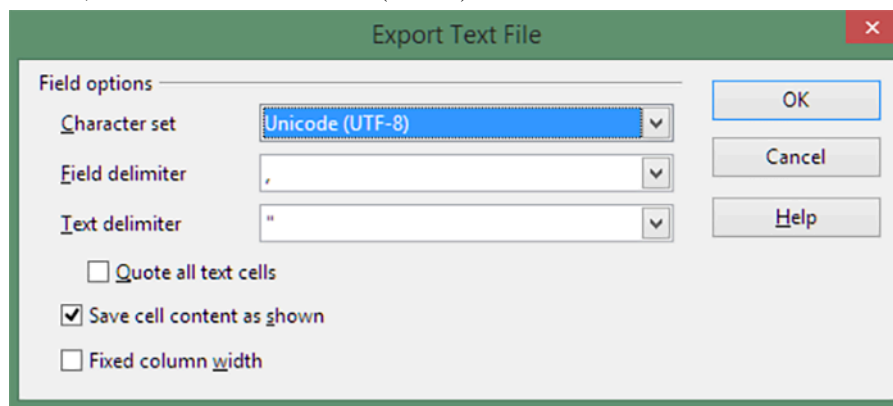 Export Text File
Field options
Character set Unicode (UTF-8)
Field delimiter ,
Text delimiter "
Quote all text cells
Save cell content as shown
Fixed column width
OK
Cancel
Help